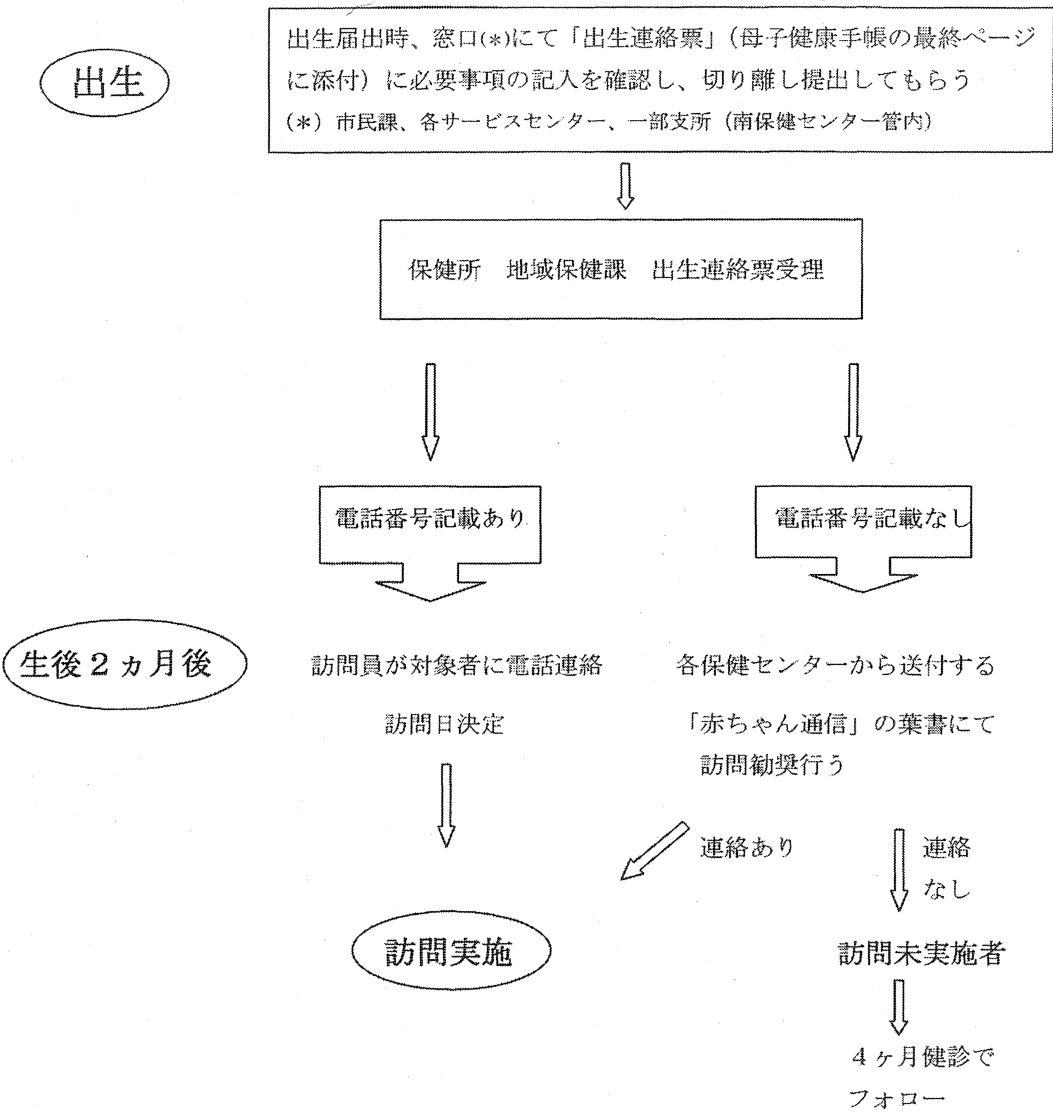 出生
出生届出時、窓口(*)にて「出生連絡票」(母子健康手帳の最終ページ
に添付)に必要事項の記入を確認し、切り離し提出してもらう
(*)市民課、各サービスセンター、一部支所(南保健センター管内)
保健所 地域保健課 出生連絡票受理
電話番号記載あり
電話番号記載なし
生後2ヵ月後
訪問員が対象者に電話連絡
訪問日決定
各保健センターから送付する
「赤ちゃん通信」の葉書にて
訪問勧奨行う
連絡あり
連絡
なし
訪問実施
訪問未実施者
4ヶ月健診で
フォロー